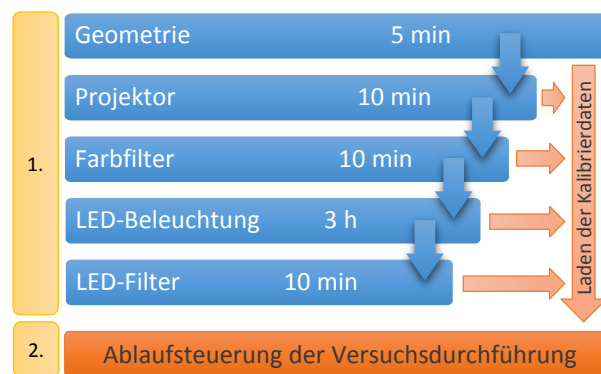 1.
Geometrie 5 min
Projektor 10 min
Farbfilter 10 min
LED-Beleuchtung 3 h
LED-Filter 10 min
Laden der Kalibrierdaten
2.
Ablaufsteuerung der Versuchsdurchführung